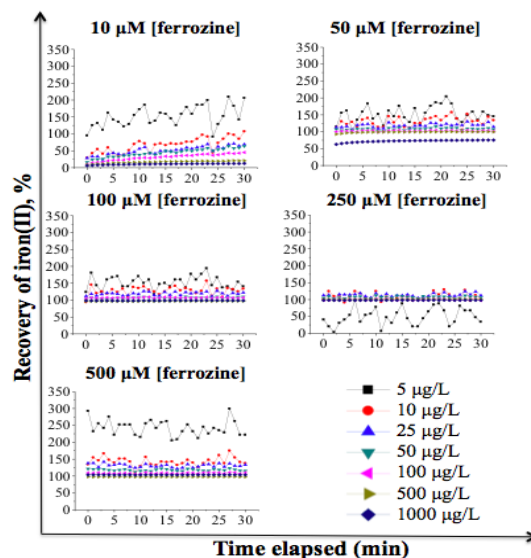 10 µM [ferrozine]
50 µM [ferrozine]
350
300
250
200
150
100
50
0
0 5 10 15 20 25 30
350
300
250
200
150
100
50
0
0 5 10 15 20 25 30
100 µM [ferrozine]
250 µM [ferrozine]
350
300
250
200
150
100
50
0
0 5 10 15 20 25 30
350
300
250
200
150
100
50
0
0 5 10 15 20 25 30
500 µM [ferrozine]
350
300
250
200
150
100
50
0
0 5 10 15 20 25 30
5 µg/L
10 µg/L
25 µg/L
50 µg/L
100 µg/L
500 µg/L
1000 µg/L
Recovery of iron(II), %
Time elapsed (min)